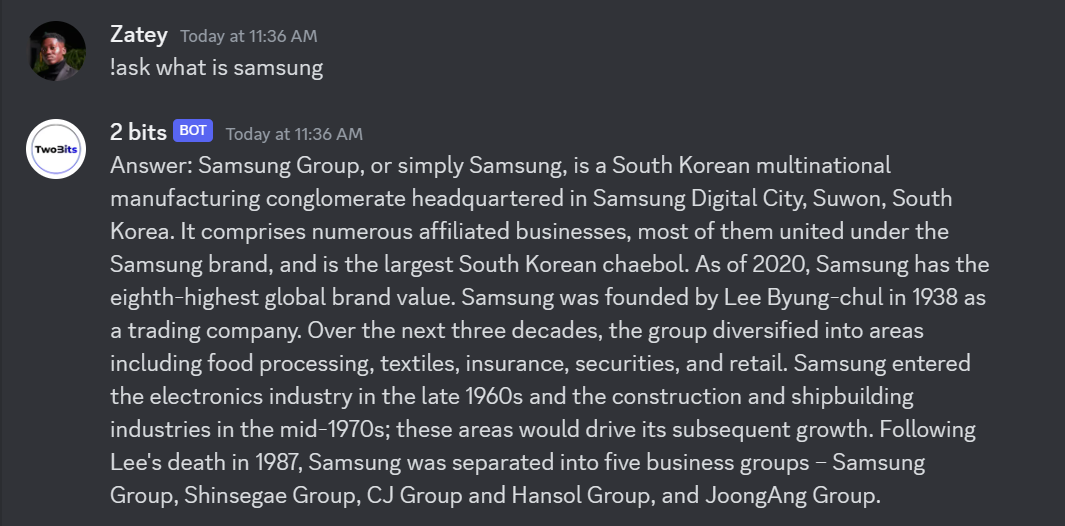 Zatey Today at 11:36 AM
!ask what is samsung
2 bits BOT Today at 11:36 AM
TwoBits
Answer: Samsung Group, or simply Samsung, is a South Korean multinational
manufacturing conglomerate headquartered in Samsung Digital City, Suwon, South
Korea. It comprises numerous affiliated businesses, most of them united under the
Samsung brand, and is the largest South Korean chaebol. As of 2020, Samsung has the
eighth-highest global brand value. Samsung was founded by Lee Byung-chul in 1938 as
a trading company. Over the next three decades, the group diversified into areas
including food processing, textiles, insurance, securities, and retail. Samsung entered
the electronics industry in the late 1960s and the construction and shipbuilding
industries in the mid-1970s; these areas would drive its subsequent growth. Following
Lee's death in 1987, Samsung was separated into five business groups – Samsung
Group, Shinsegae Group, CJ Group and Hansol Group, and JoongAng Group.